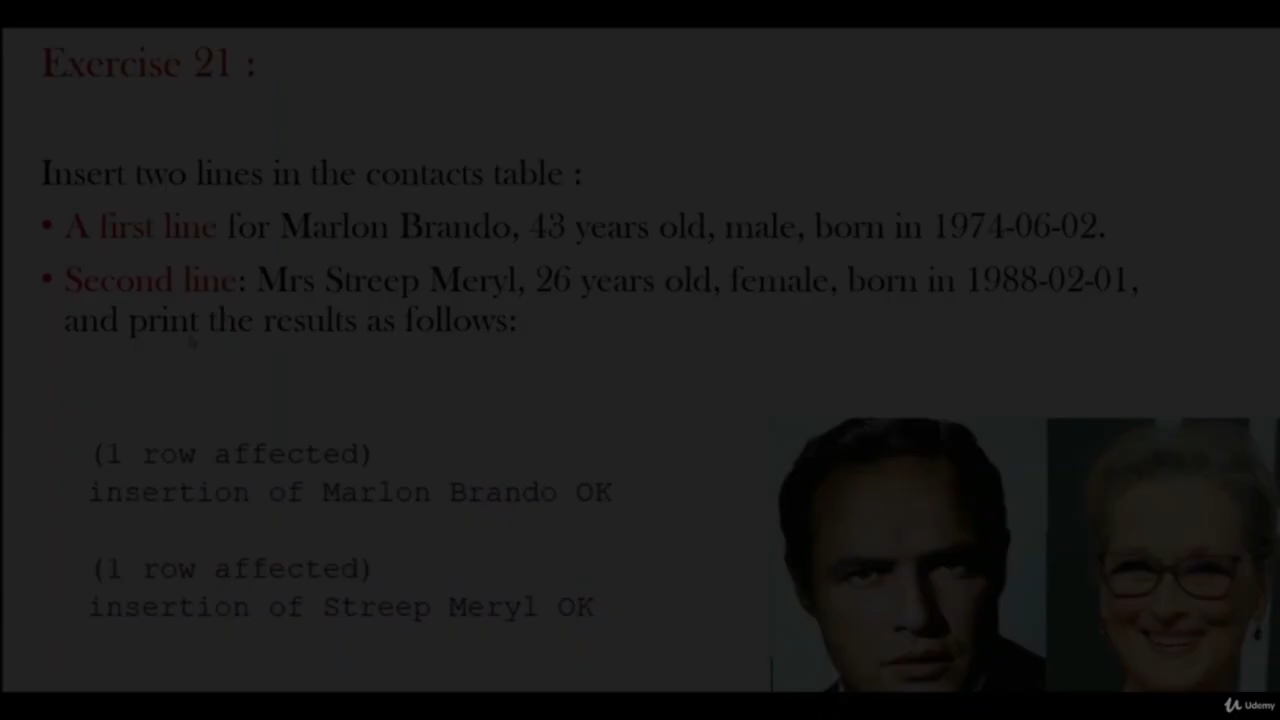 Exercise 21 :
Insert two lines in the contacts table :
• A first line for Marlon Brando, 43 years old, male, born in 1974-06-02.
• Second line: Mrs Streep Meryl, 26 years old, female, born in 1988-02-01,
and print the results as follows:
(1 row affected)
insertion of Marlon Brando OK
(1 row affected)
insertion of Streep Meryl OK
Udemy